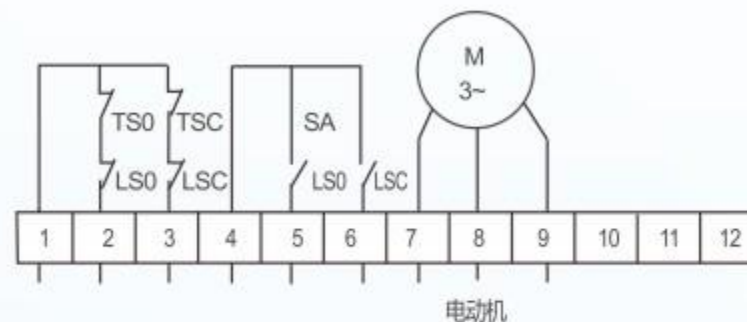 M
3~
TS0 TSC SA
LS0 LSC LS0 LSC
1 2 3 4 5 6 7 8 9 10 11 12
电动机